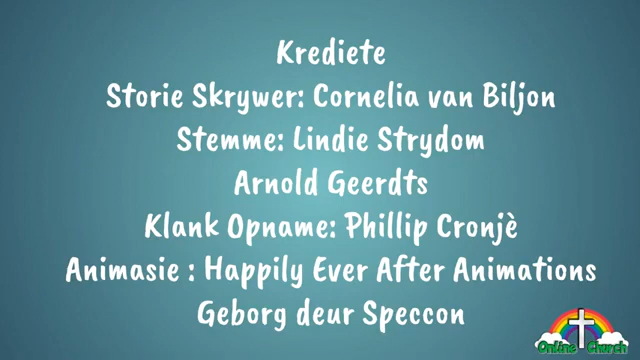 Krediete
Storie Skrywer: Cornelia van Biljon
Stemme: Lindie Strydom
Arnold Geerdts
Klank Opname: Phillip Cronjè
Animasie : Happily Ever After Animations
Geborg deur Speccon
Online Church